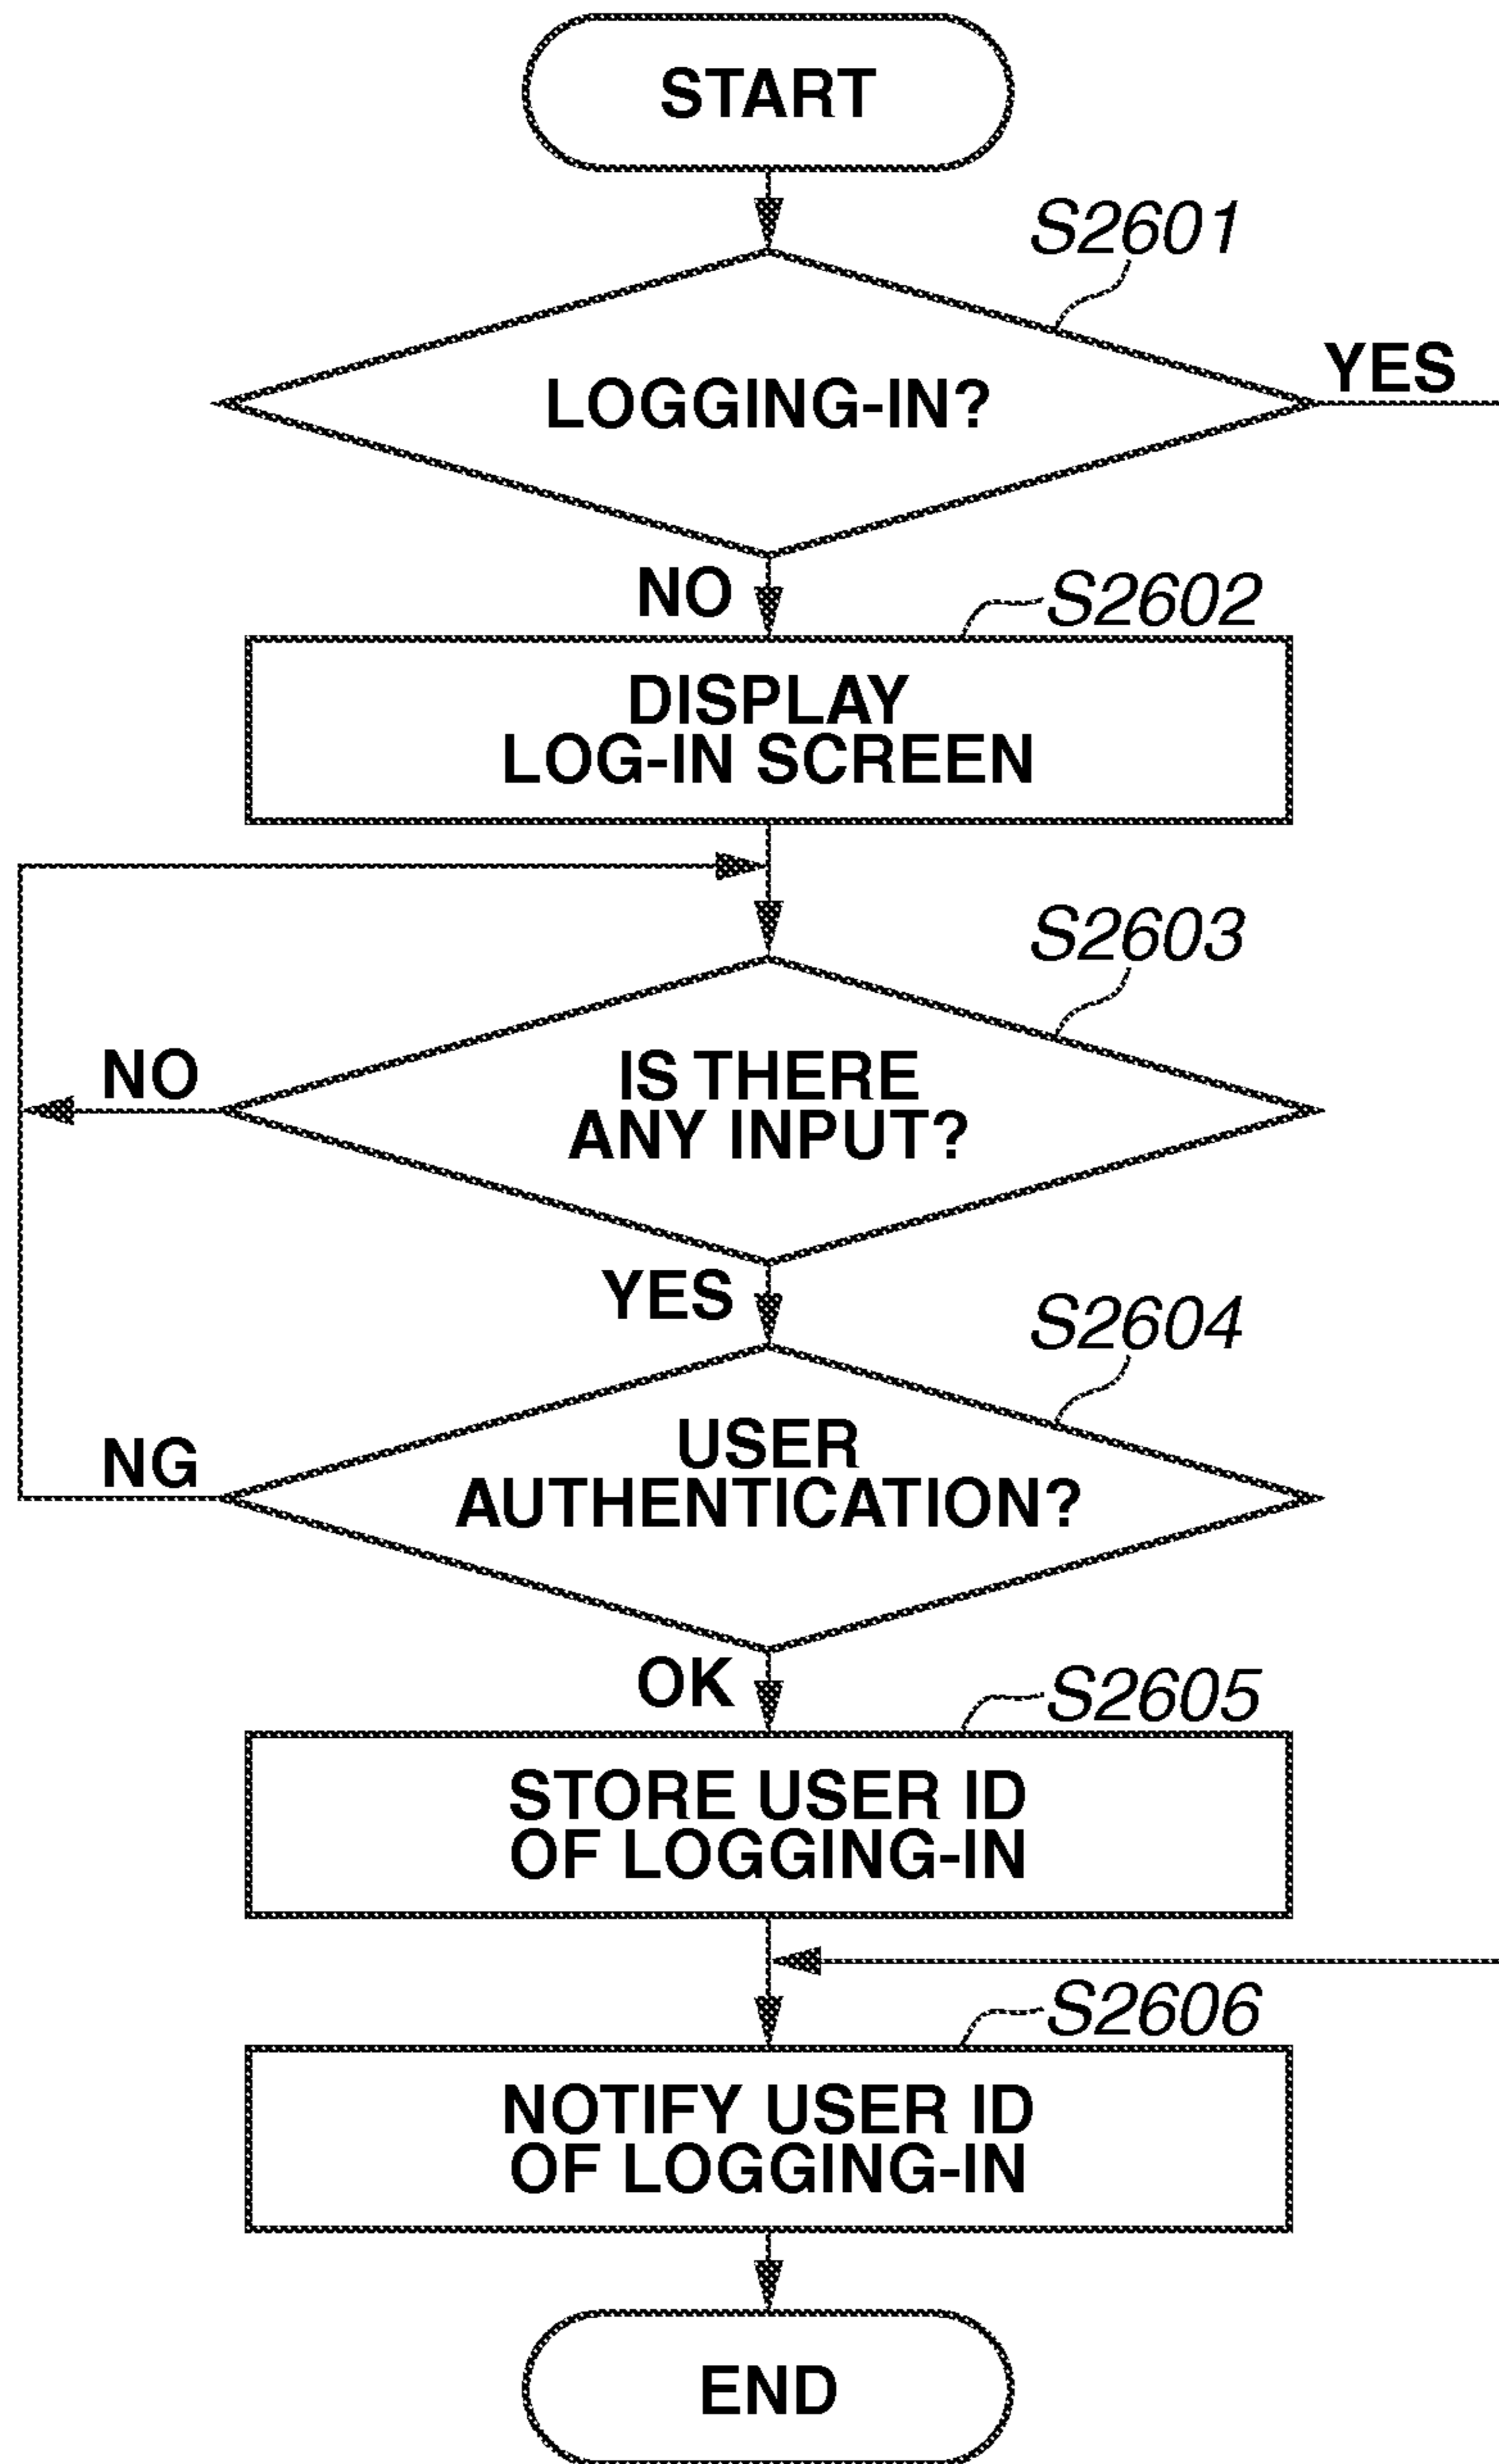 START
S2601
LOGGING-IN?
YES
NO
S2602
DISPLAY
LOG-IN SCREEN
S2603
IS THERE
ANY INPUT?
NO
YES
S2604
USER
AUTHENTICATION?
NG
OK
S2605
STORE USER ID
OF LOGGING-IN
S2606
NOTIFY USER ID
OF LOGGING-IN
END